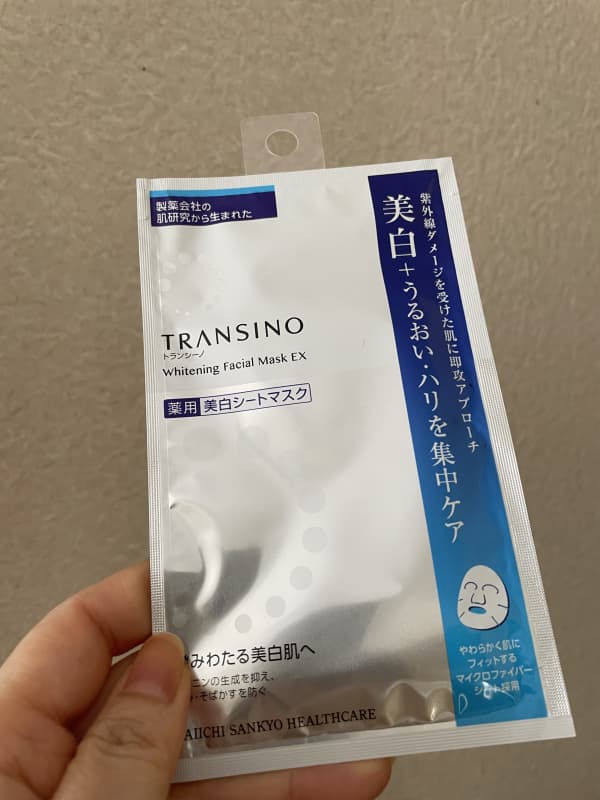 製薬会社の
肌研究から生まれた
TRANSINO
トランシーノ
Whitening Facial Mask EX
薬用 美白シートマスク
紫外線ダメージを受けた肌に即攻アプローチ
美白+うるおい・ハリを集中ケア
みわたる美白肌へ
ニンの生成を抑え、
・そばかすを防ぐ
AIICHI SANKYO HEALTHCARE
やわらかく肌に
フィットする
マイクロファイバー
シート採用